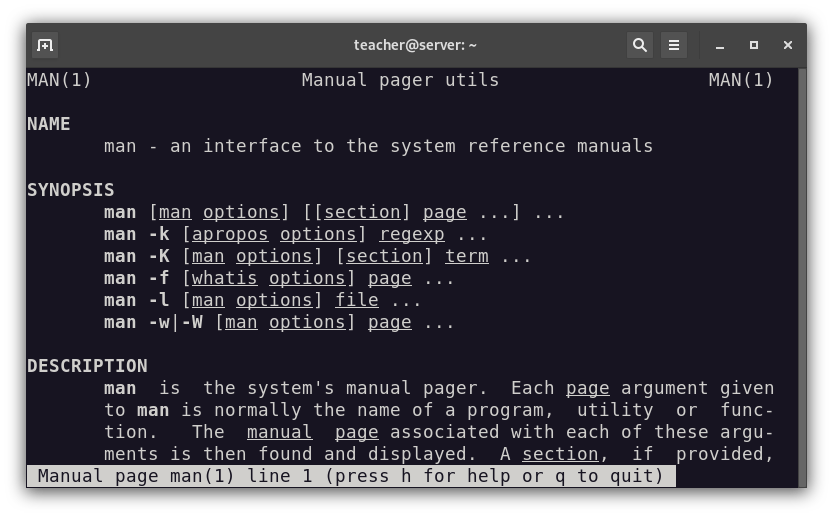 teacher@server: ~
MAN(1)                   Manual pager utils                   MAN(1)
NAME
       man - an interface to the system reference manuals
SYNOPSIS
       man [man options] [[section] page ...] ...
       man -k [apropos options] regexp ...
       man -K [man options] [section] term ...
       man -f [whatis options] page ...
       man -l [man options] file ...
       man -w|-W [man options] page ...
DESCRIPTION
       man  is  the system's manual pager.  Each page argument given
       to man is normally the name of a program,  utility  or  func-
       tion.   The  manual  page associated with each of these argu-
       ments is then found and displayed.  A section,  if  provided,
 Manual page man(1) line 1 (press h for help or q to quit)